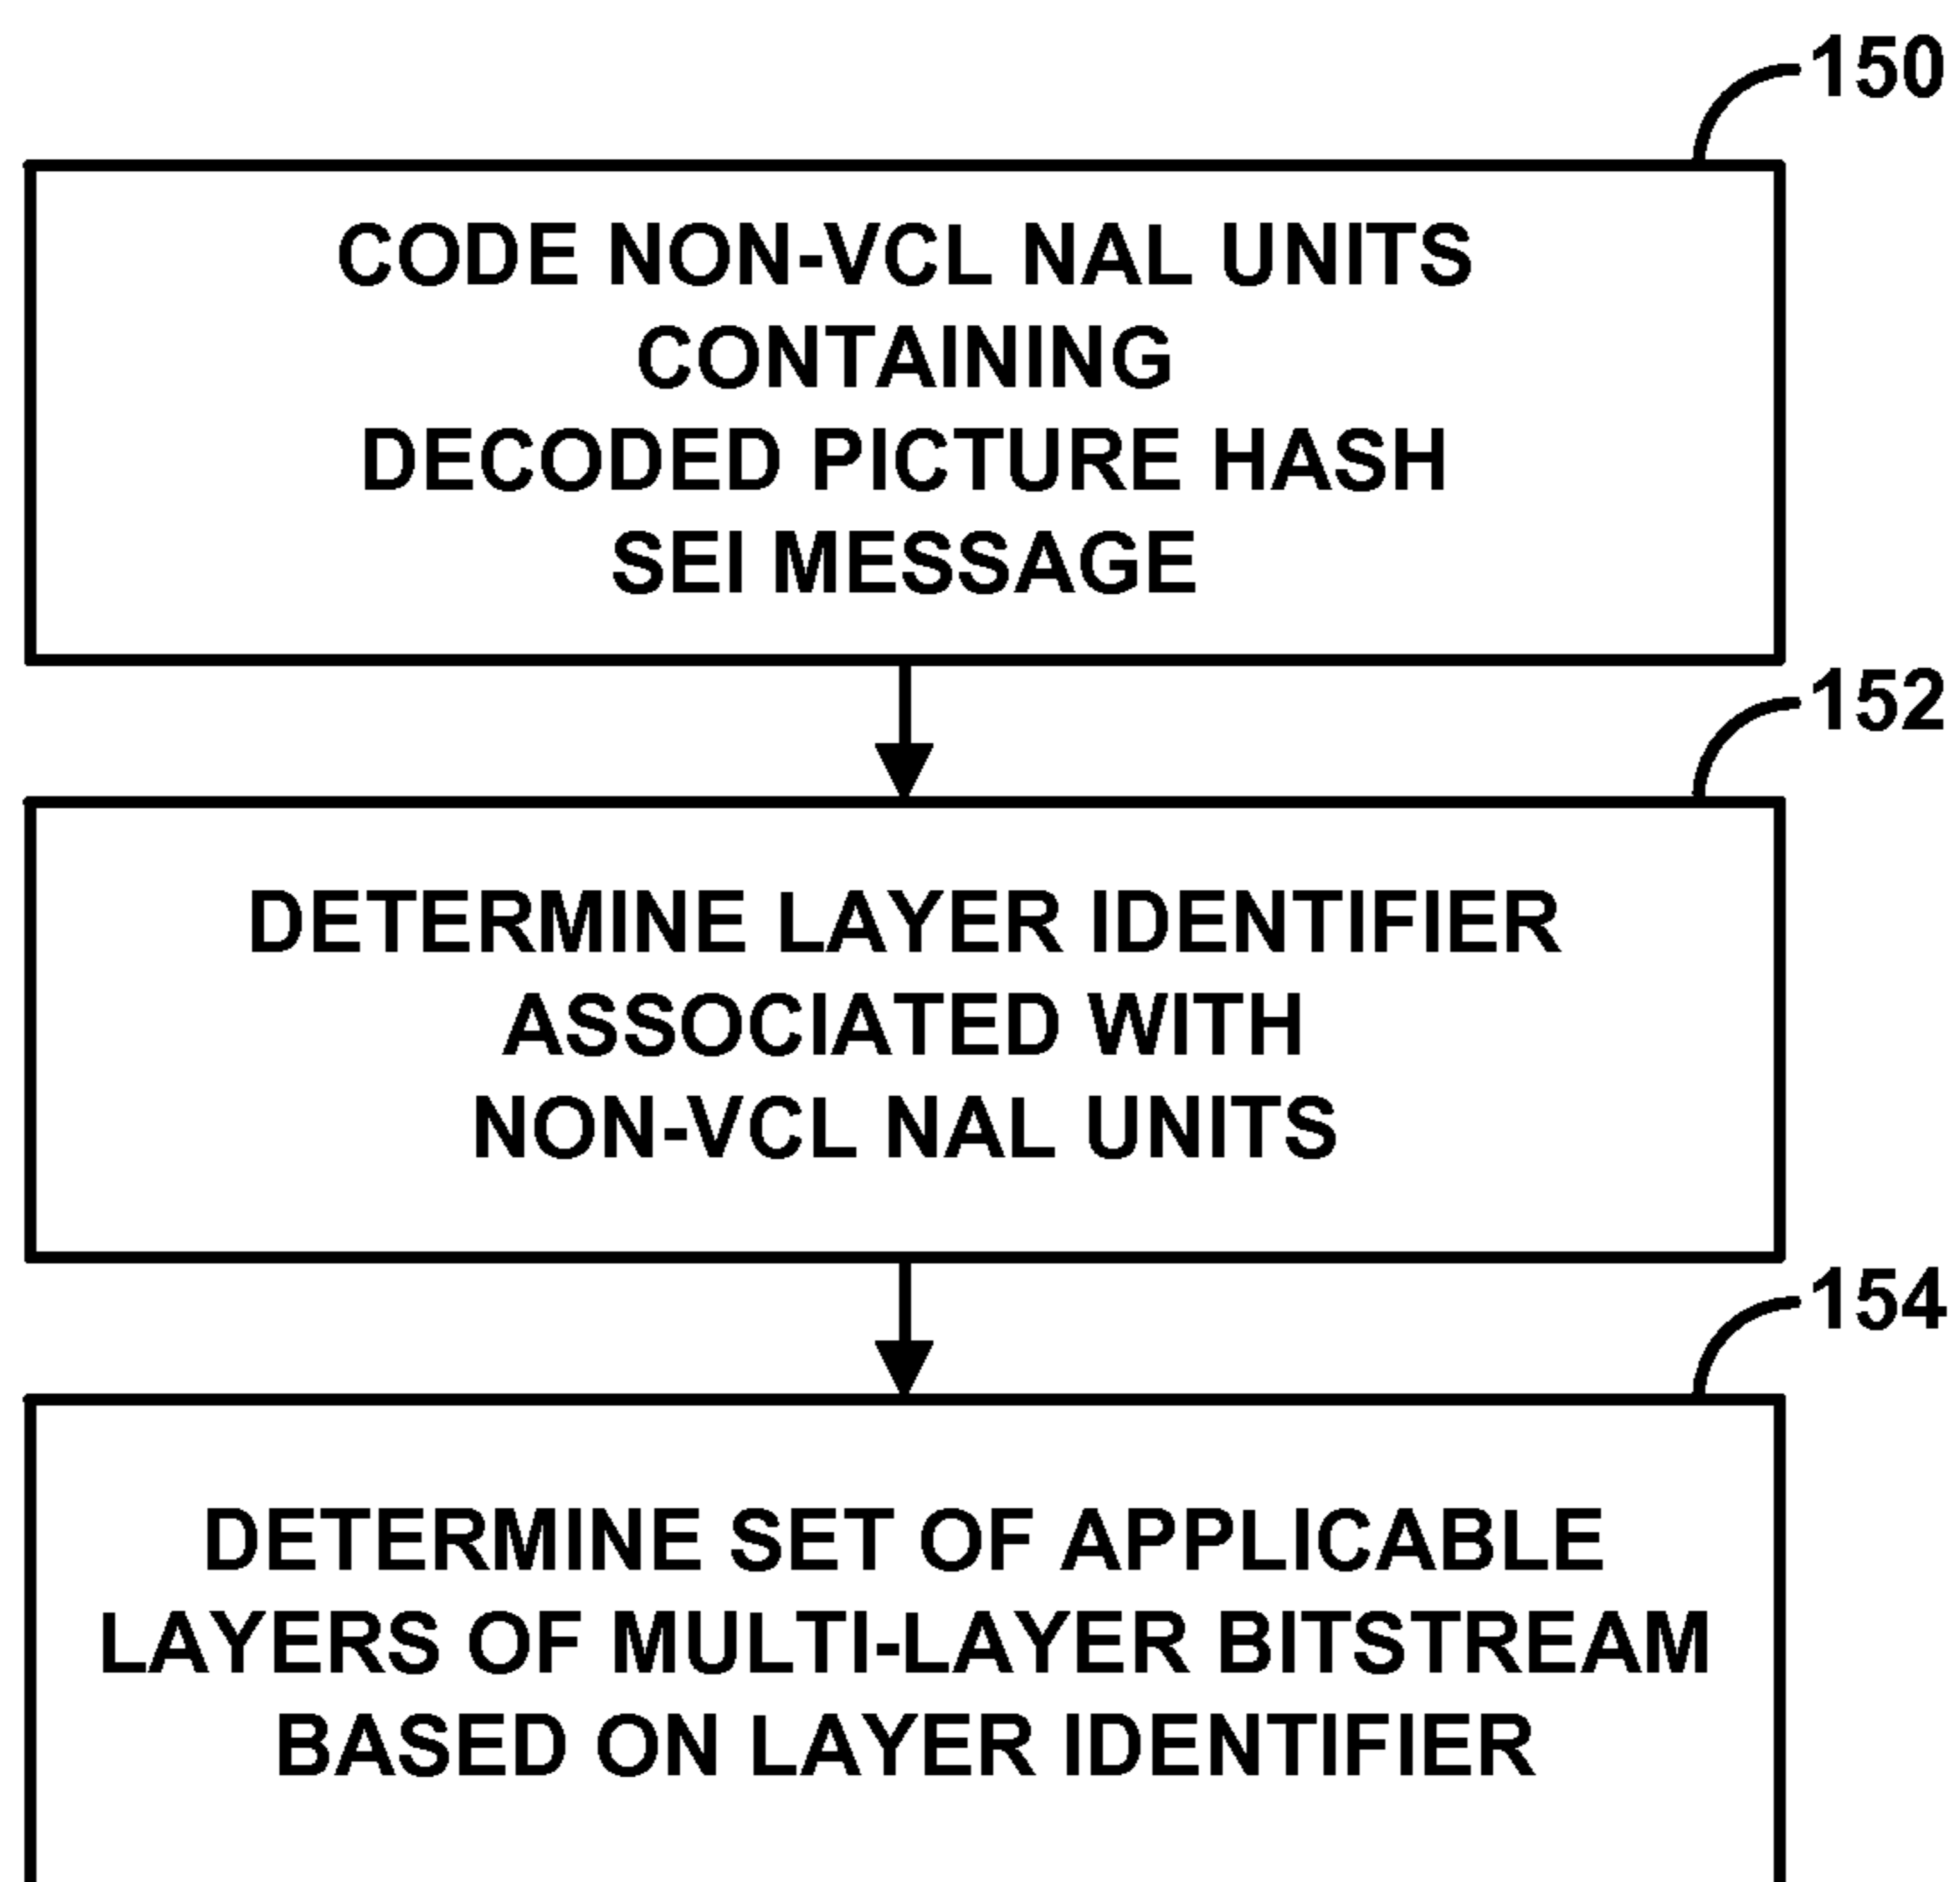 150
CODE NON-VCL NAL UNITS
CONTAINING
DECODED PICTURE HASH
SEI MESSAGE
152
DETERMINE LAYER IDENTIFIER
ASSOCIATED WITH
NON-VCL NAL UNITS
154
DETERMINE SET OF APPLICABLE
LAYERS OF MULTI-LAYER BITSTREAM
BASED ON LAYER IDENTIFIER